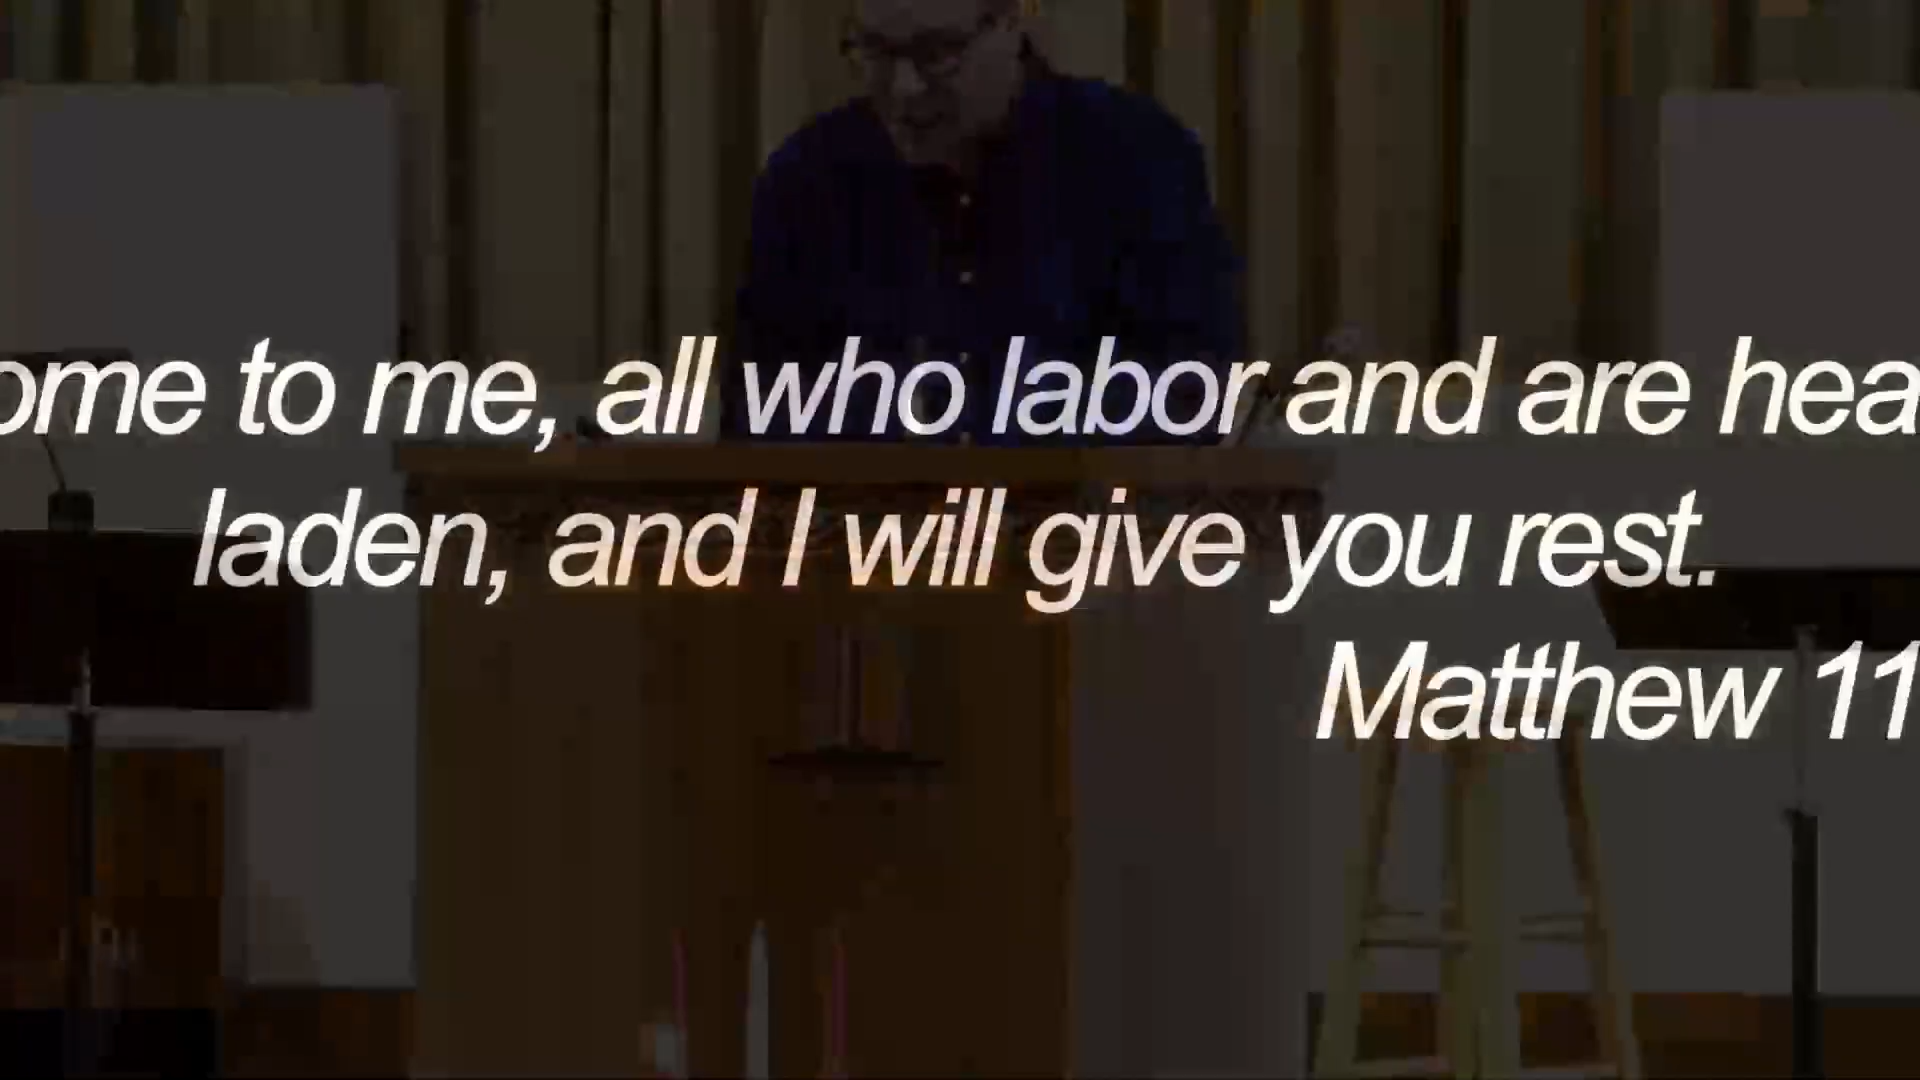 ome to me, all who labor and are hea
laden, and I will give you rest.
Matthew 11